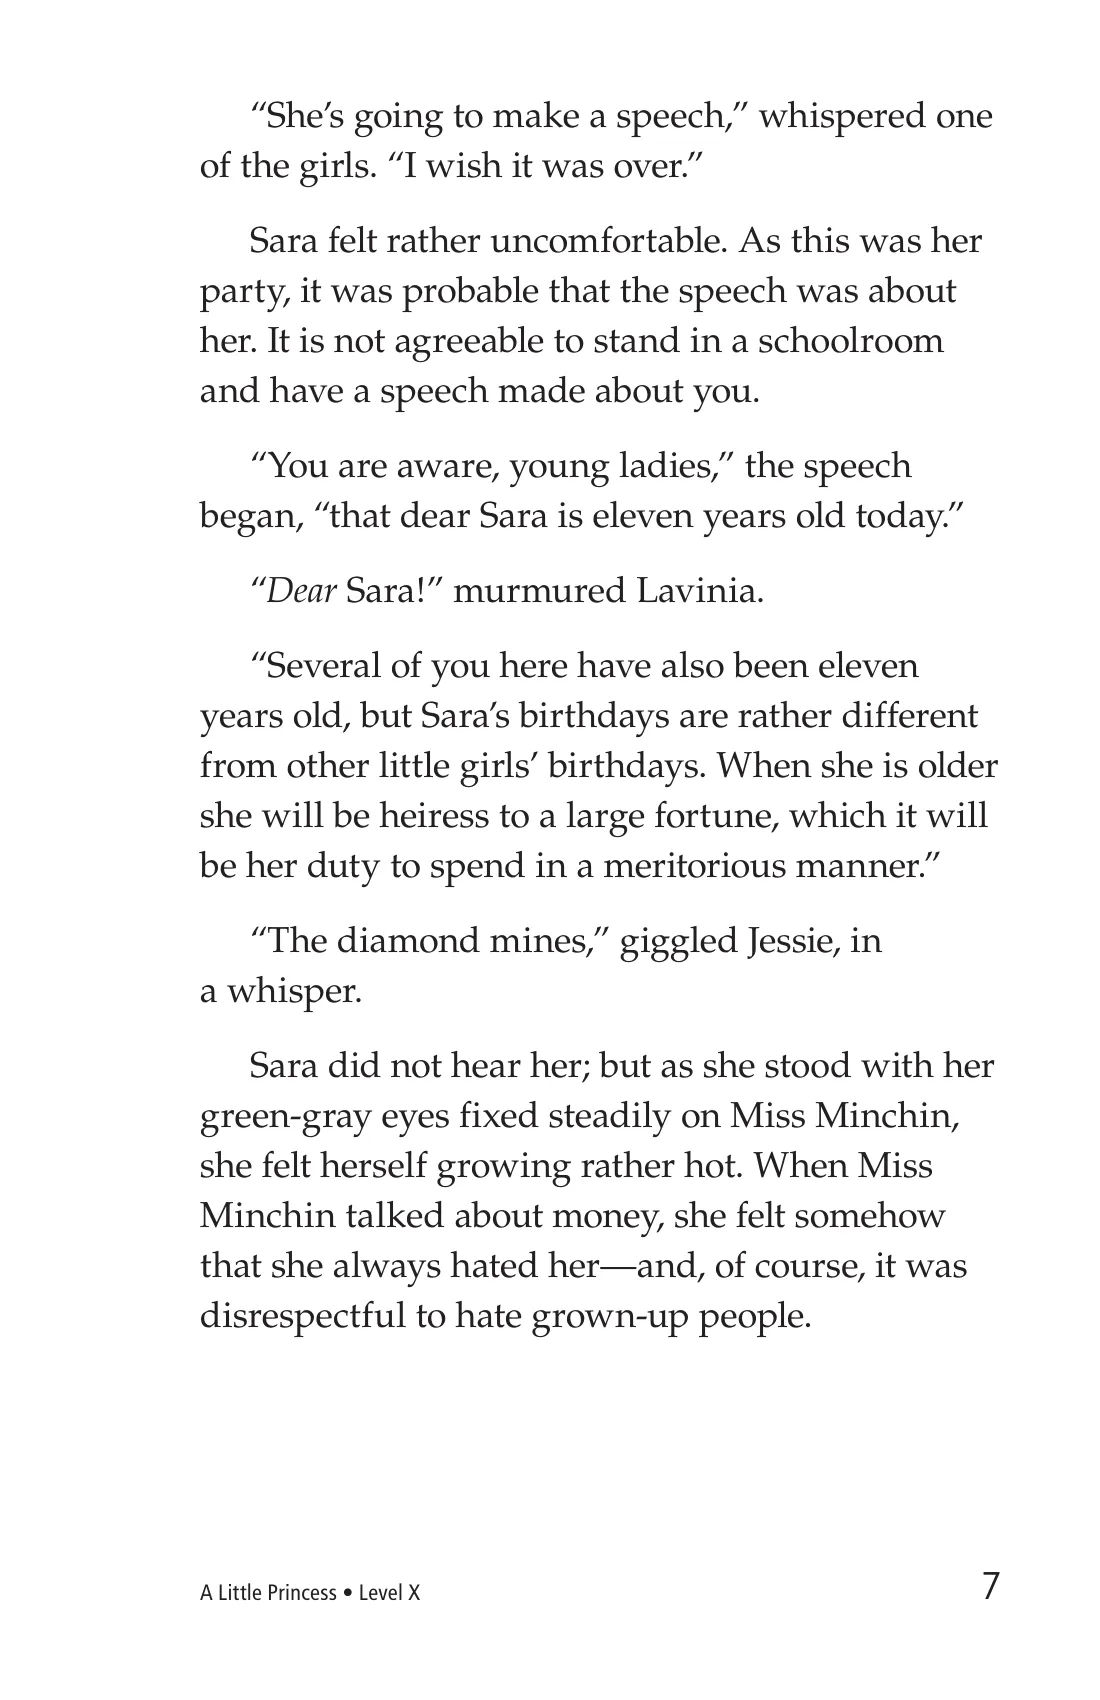 “She’s going to make a speech,” whispered one
of the girls. “I wish it was over.”
Sara felt rather uncomfortable. As this was her
party, it was probable that the speech was about
her. It is not agreeable to stand in a schoolroom
and have a speech made about you.
“You are aware, young ladies,” the speech
began, “that dear Sara is eleven years old today.”
“Dear Sara!” murmured Lavinia.
“Several of you here have also been eleven
years old, but Sara’s birthdays are rather different
from other little girls’ birthdays. When she is older
she will be heiress to a large fortune, which it will
be her duty to spend in a meritorious manner.”
“The diamond mines,” giggled Jessie, in
a whisper.
Sara did not hear her; but as she stood with her
green-gray eyes fixed steadily on Miss Minchin,
she felt herself growing rather hot. When Miss
Minchin talked about money, she felt somehow
that she always hated her—and, of course, it was
disrespectful to hate grown-up people.
A Little Princess • Level X
7